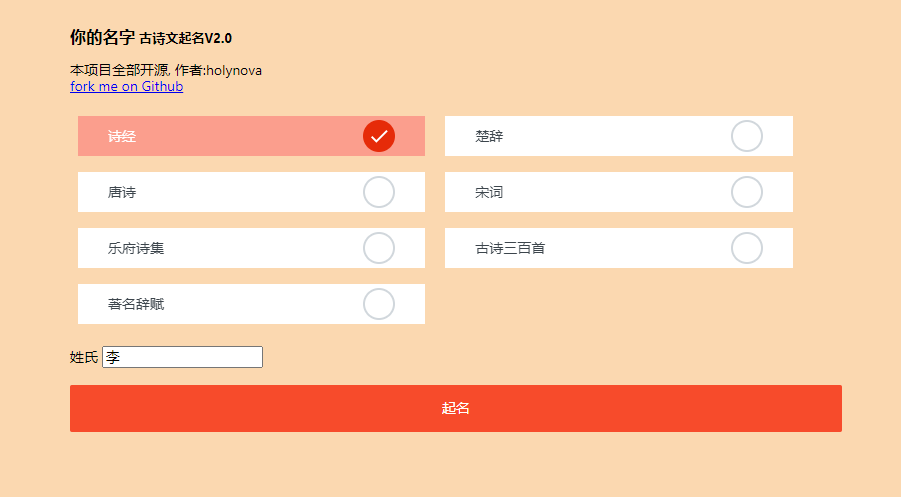 你的名字 古诗文起名V2.0
本项目全部开源, 作者:holynova
fork me on Github
诗经
楚辞
唐诗
宋词
乐府诗集
古诗三百首
著名辞赋
姓氏 李
起名